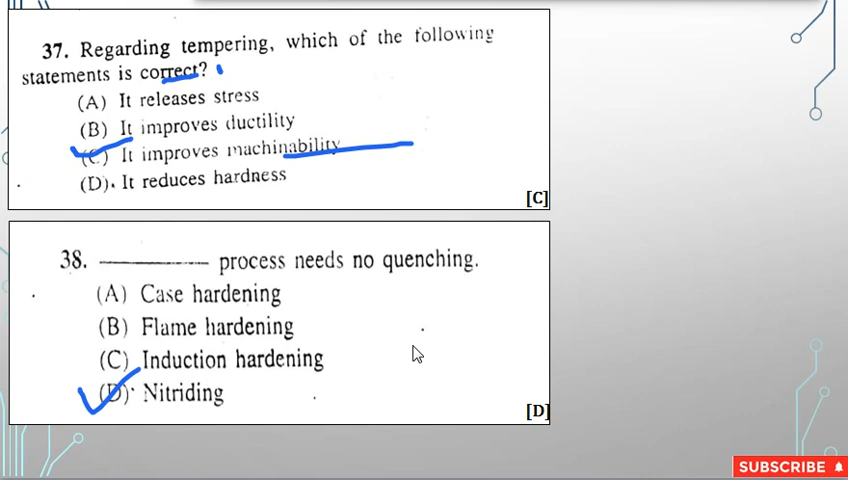 37. Regarding tempering, which of the following
statements is correct?
(A) It releases stress
(B) It improves ductility
(C) It improves machinability
(D). It reduces hardness
[C]
38. ________ process needs no quenching.
(A) Case hardening
(B) Flame hardening
(C) Induction hardening
(D) Nitriding
[D]
SUBSCRIBE